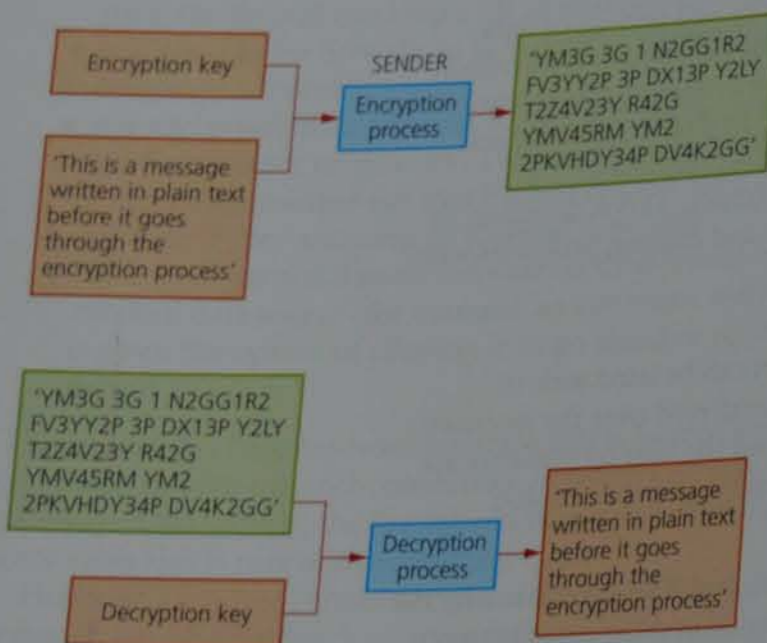 Encryption key
'This is a message
written in plain text
before it goes
through the
encryption process'
SENDER
Encryption
process
'YM3G 3G 1 N2GG1R2
FV3YY2P 3P DX13P Y2LY
T2Z4V23Y R42G
YMV45RM YM2
2PKVHDY34P DV4K2GG'
'YM3G 3G 1 N2GG1R2
FV3YY2P 3P DX13P Y2LY
T2Z4V23Y R42G
YMV45RM YM2
2PKVHDY34P DV4K2GG'
Decryption key
Decryption
process
'This is a message
written in plain text
before it goes
through the
encryption process'